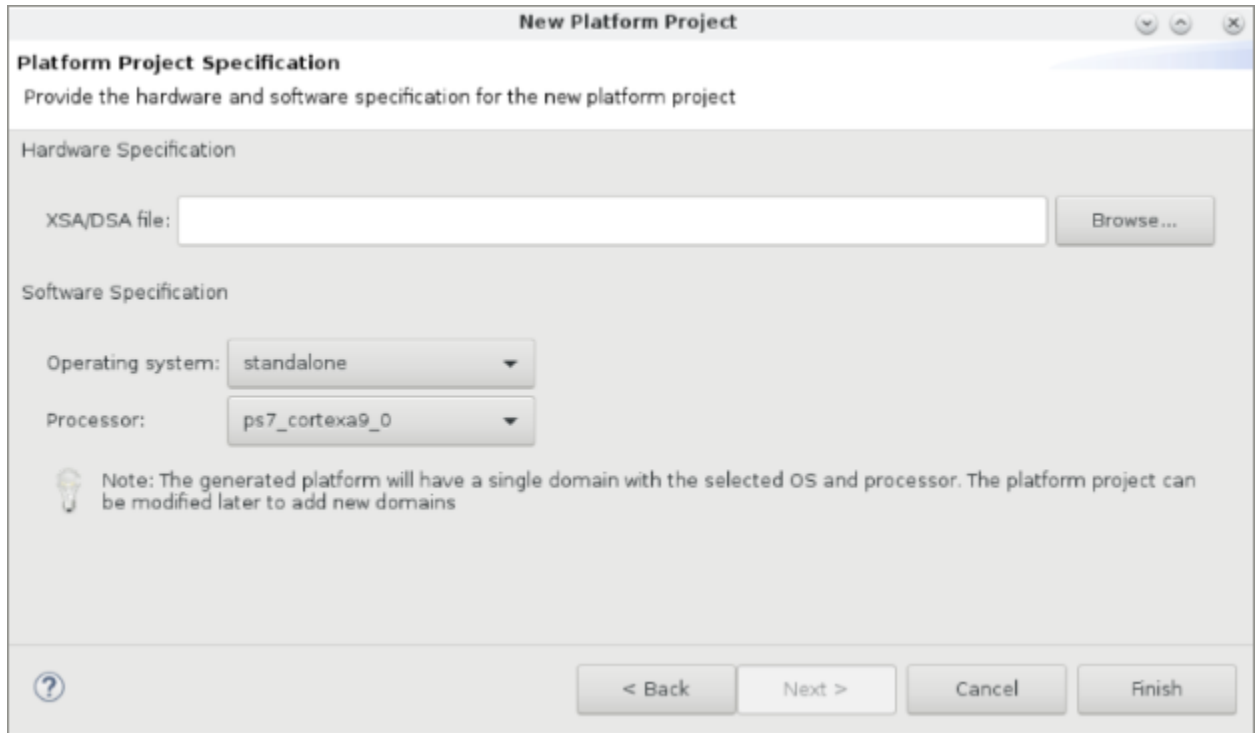 New Platform Project
Platform Project Specification
Provide the hardware and software specification for the new platform project
Hardware Specification
XSA/DSA file:
Browse...
Software Specification
Operating system:
standalone
Processor:
ps7_cortexa9_0
Note: The generated platform will have a single domain with the selected OS and processor. The platform project can
be modified later to add new domains
?
< Back
Next >
Cancel
Finish